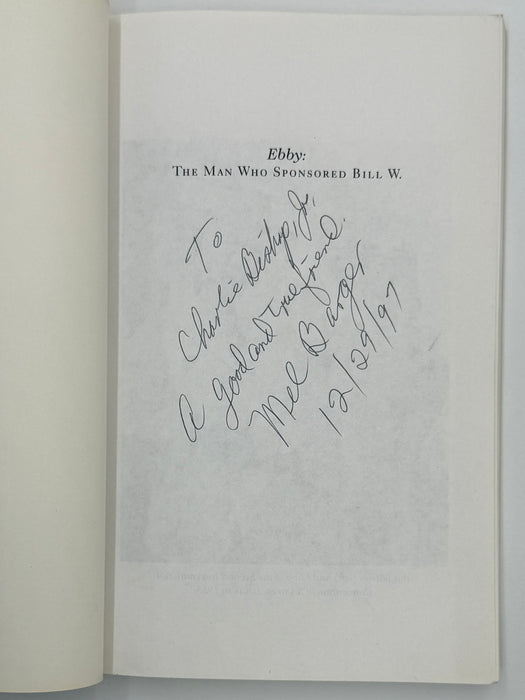 Ebby:
THE MAN WHO SPONSORED BILL W.
To
Charlie Bishop, Jr,
A good and true friend.
Mel Barger
12/29/97